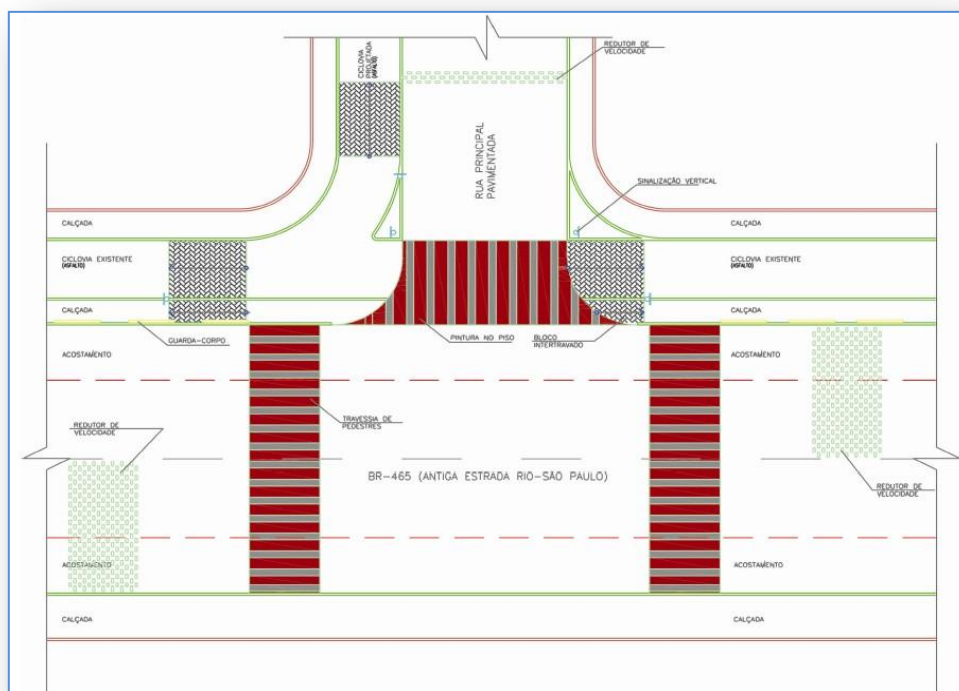 REDUTOR DE
VELOCIDADE
CICLOVIA
PROJETADA
(ASFALTO)
RUA PRINCIPAL
PAVIMENTADA
SINALIZAÇÃO VERTICAL
CALÇADA
CALÇADA
CICLOVIA EXISTENTE
(ASFALTO)
CICLOVIA EXISTENTE
(ASFALTO)
CALÇADA
CALÇADA
GUARDA-CORPO
PINTURA NO PISO
BLOCO
INTERTRAVADO
ACOSTAMENTO
ACOSTAMENTO
TRAVESSIA DE
PEDESTRES
REDUTOR DE
VELOCIDADE
BR-465 (ANTIGA ESTRADA RIO-SÃO PAULO)
REDUTOR DE
VELOCIDADE
ACOSTAMENTO
ACOSTAMENTO
CALÇADA
CALÇADA